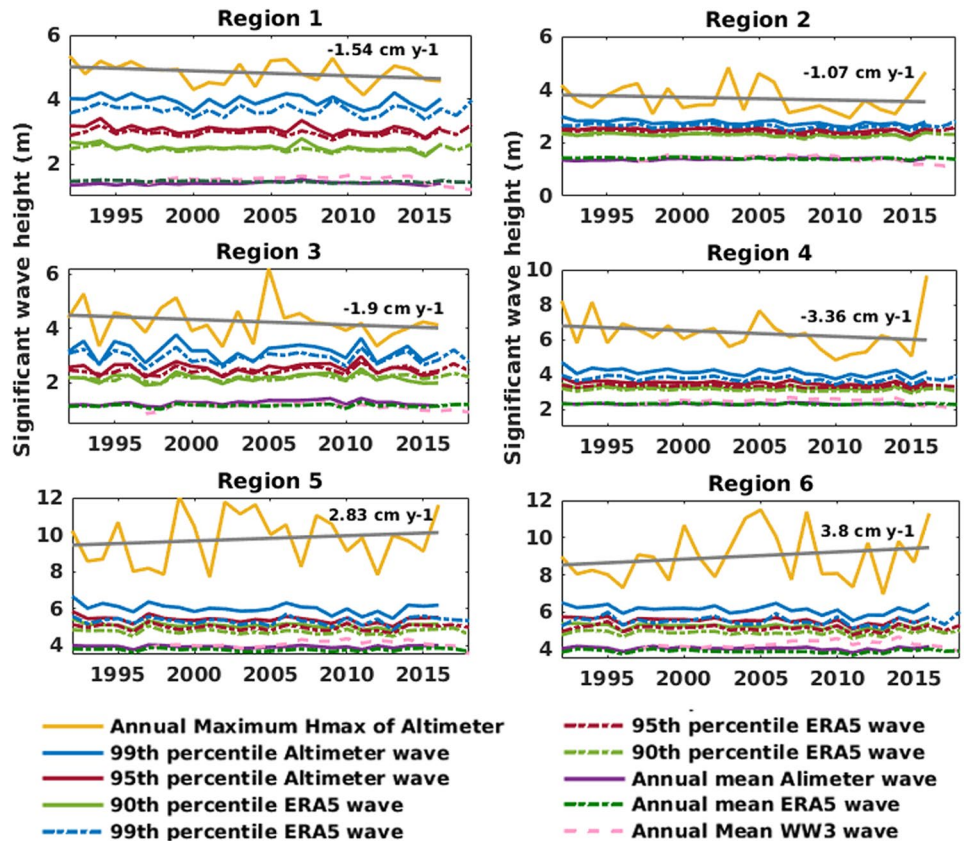 Region 1
Significant wave height (m)
6
4
2
-1.54 cm y-1
1995 2000 2005 2010 2015
Region 2
Significant wave height (m)
6
4
2
0
-1.07 cm y-1
1995 2000 2005 2010 2015
Region 3
6
4
2
-1.9 cm y-1
1995 2000 2005 2010 2015
Region 4
10
8
6
4
2
-3.36 cm y-1
1995 2000 2005 2010 2015
Region 5
12
10
8
6
4
2.83 cm y-1
1995 2000 2005 2010 2015
Region 6
12
10
8
6
4
3.8 cm y-1
1995 2000 2005 2010 2015
Annual Maximum Hmax of Altimeter
99th percentile Altimeter wave
95th percentile Altimeter wave
90th percentile ERA5 wave
99th percentile ERA5 wave
95th percentile ERA5 wave
90th percentile ERA5 wave
Annual mean Alimeter wave
Annual mean ERA5 wave
Annual Mean WW3 wave